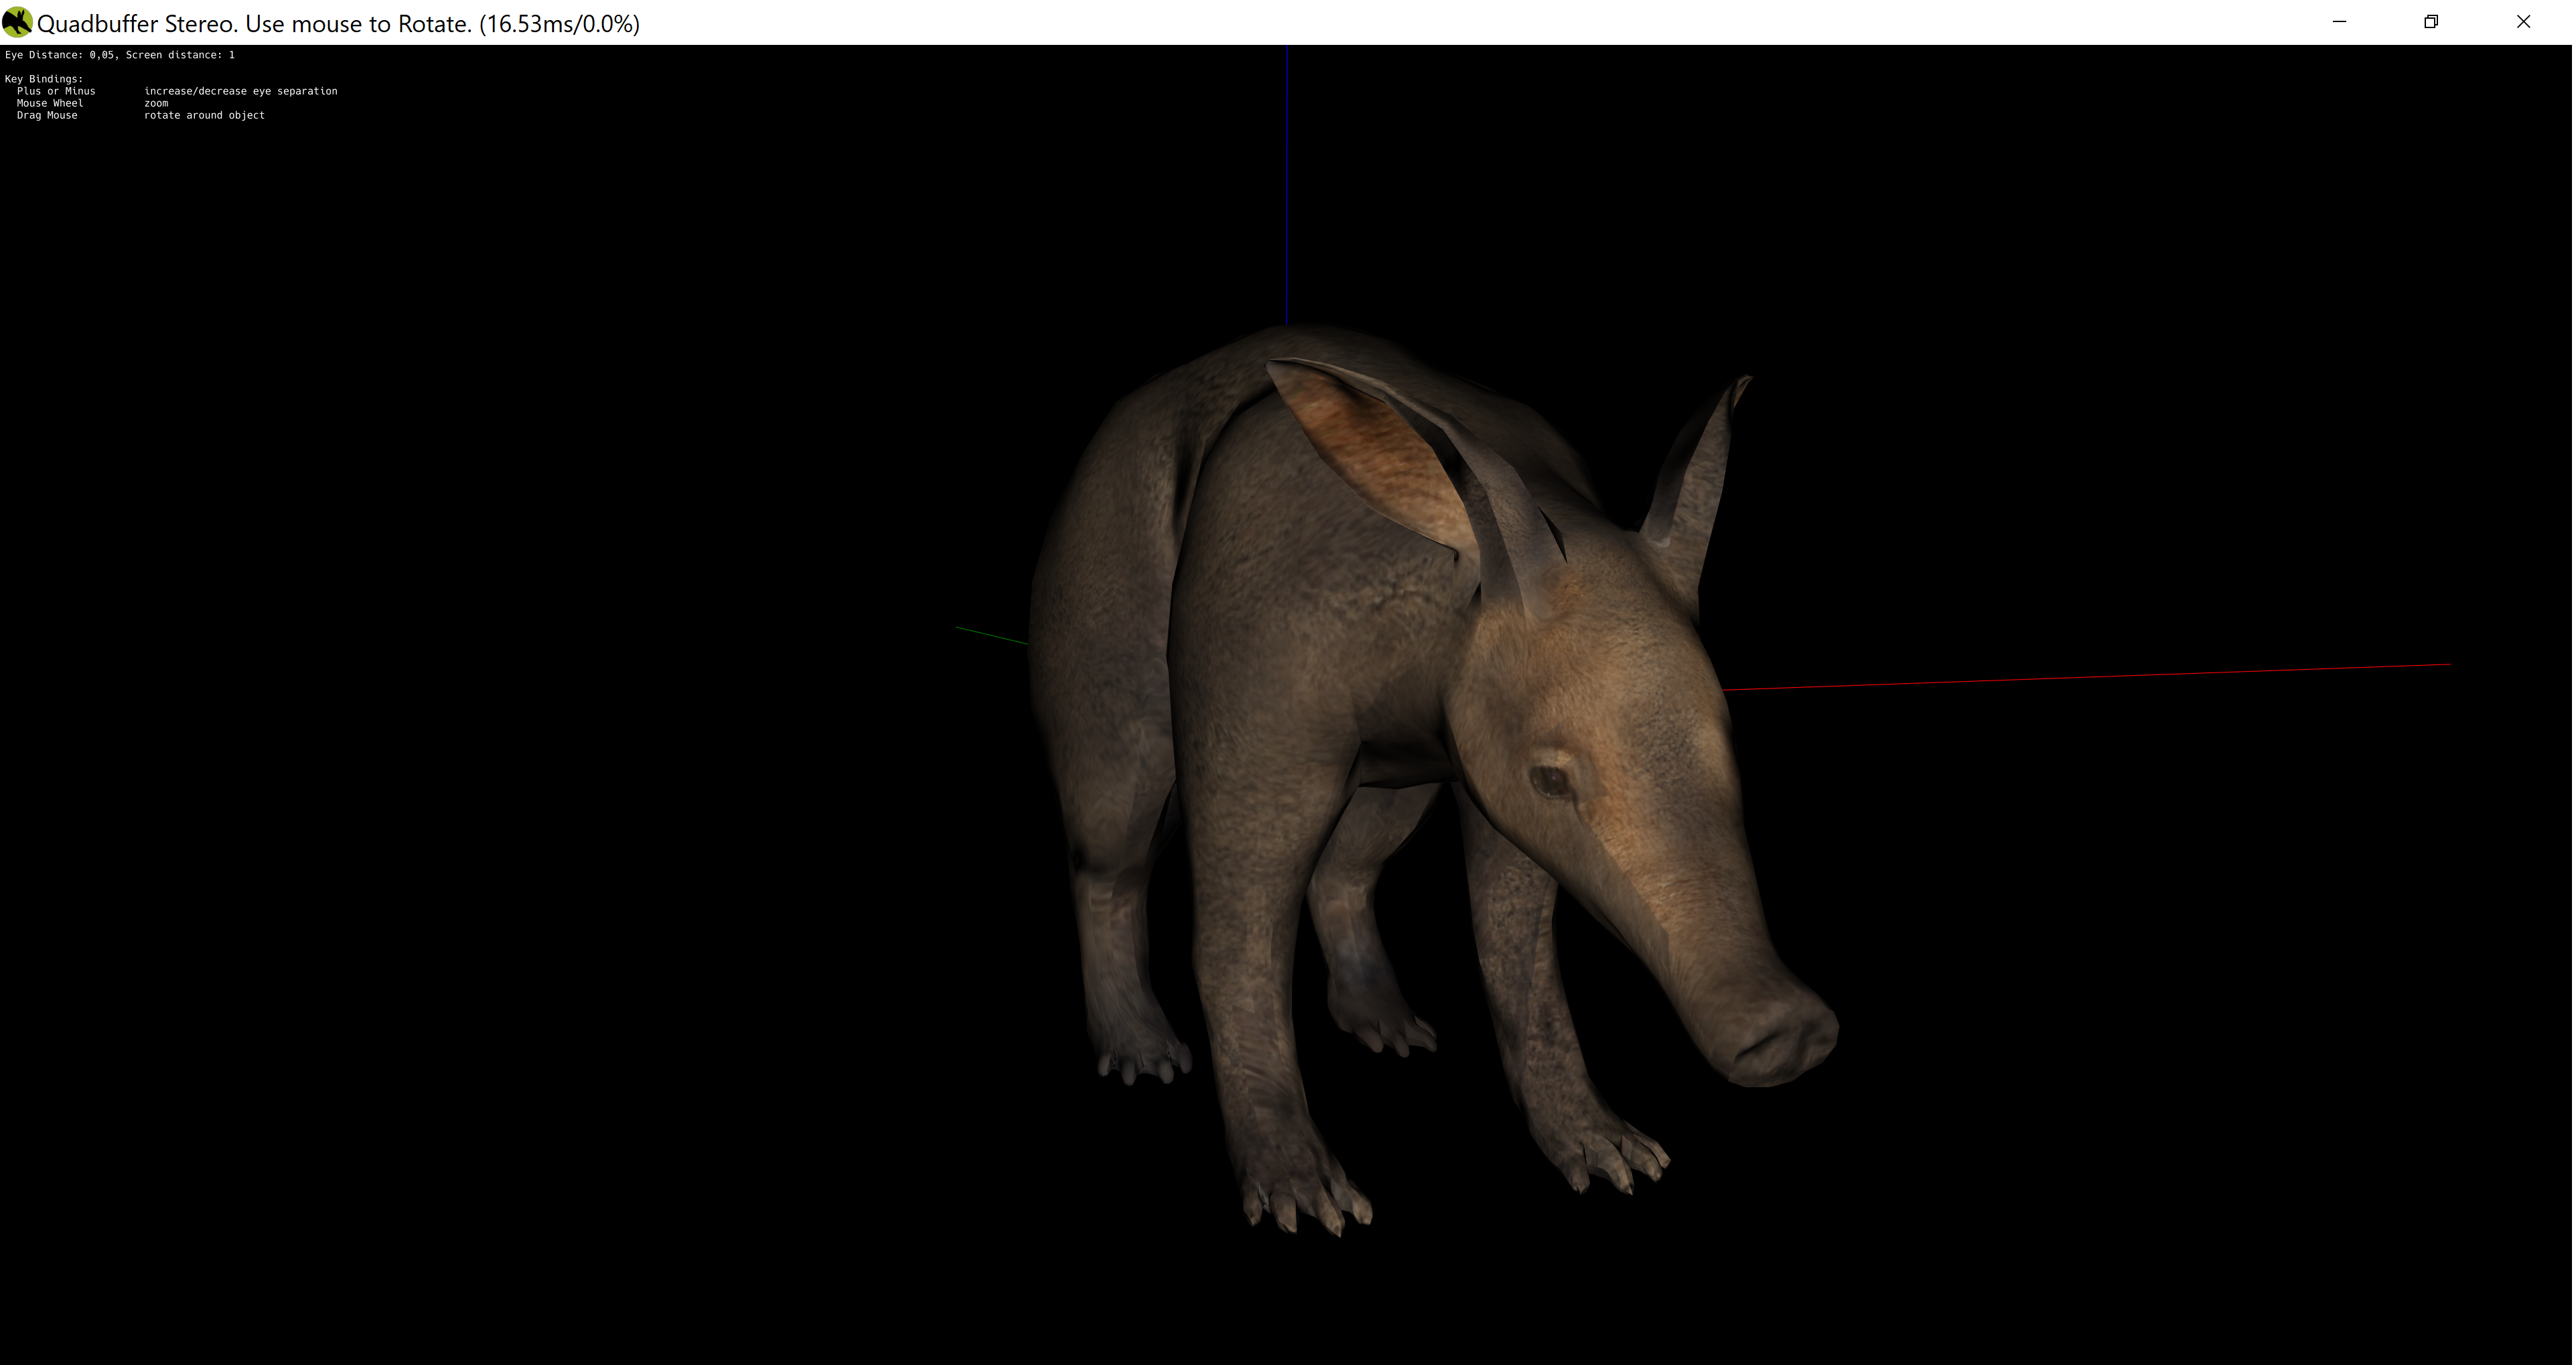 Quadbuffer Stereo. Use mouse to Rotate. (16.53ms/0.0%)
Eye Distance: 0,05, Screen distance: 1
Key Bindings:
Plus or Minus increase/decrease eye separation
Mouse Wheel zoom
Drag Mouse rotate around object